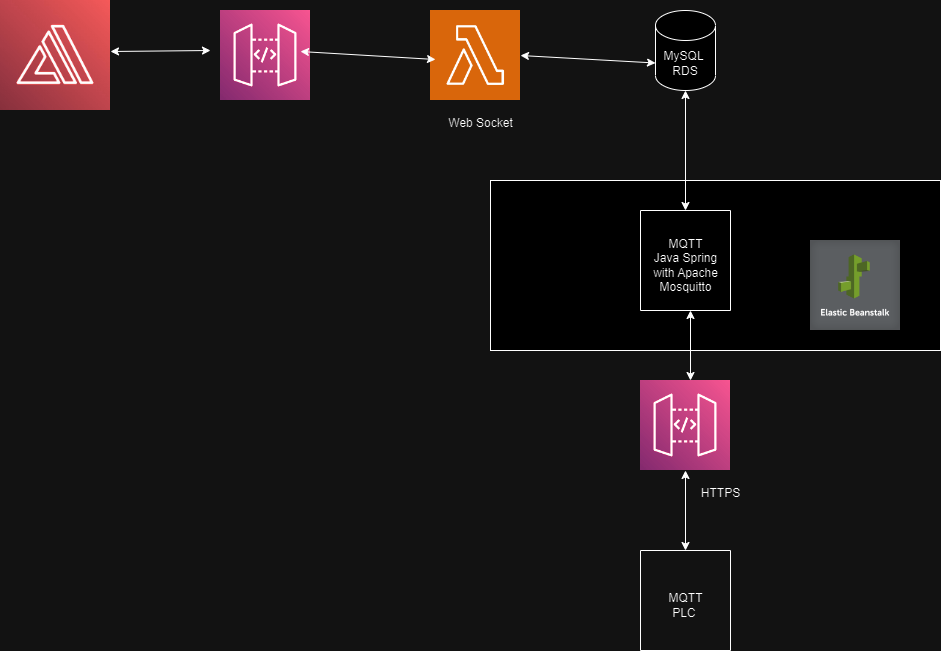 MySQL
RDS
Web Socket
MQTT
Java Spring
with Apache
Mosquitto
Elastic Beanstalk
HTTPS
MQTT
PLC